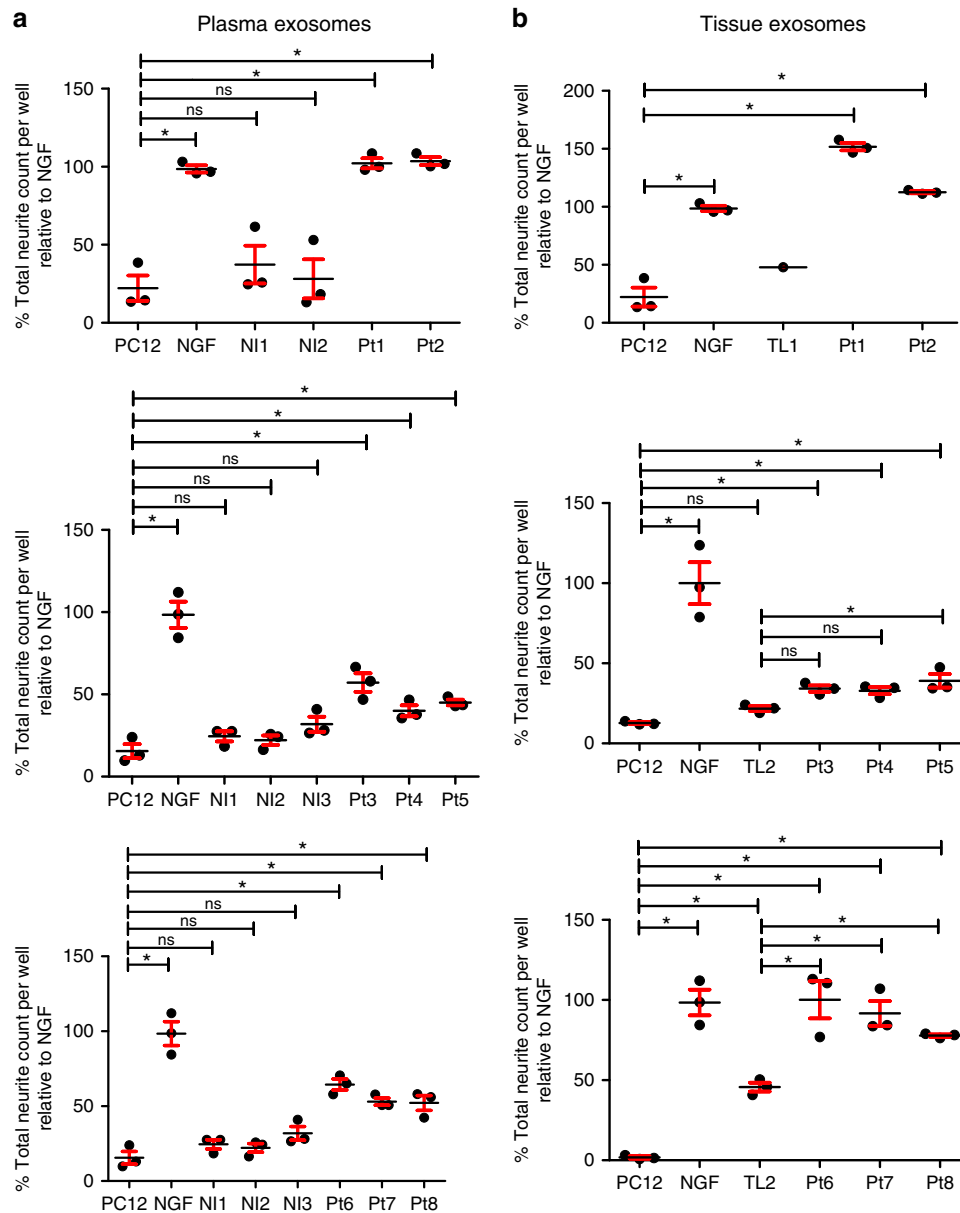 a
Plasma exosomes
*
*
ns
ns
*
% Total neurite count per well
relative to NGF
150
100
50
0
PC12 NGF NI1 NI2 Pt1 Pt2
*
*
*
ns
ns
ns
*
% Total neurite count per well
relative to NGF
150
100
50
0
PC12 NGF NI1 NI2 NI3 Pt3 Pt4 Pt5
*
*
*
ns
ns
ns
*
% Total neurite count per well
relative to NGF
150
100
50
0
PC12 NGF NI1 NI2 NI3 Pt6 Pt7 Pt8
b
Tissue exosomes
*
*
*
% Total neurite count per well
relative to NGF
200
150
100
50
0
PC12 NGF TL1 Pt1 Pt2
*
*
*
ns
*
*
ns
ns
% Total neurite count per well
relative to NGF
150
100
50
0
PC12 NGF TL2 Pt3 Pt4 Pt5
*
*
*
*
*
*
*
*
% Total neurite count per well
relative to NGF
150
100
50
0
PC12 NGF TL2 Pt6 Pt7 Pt8